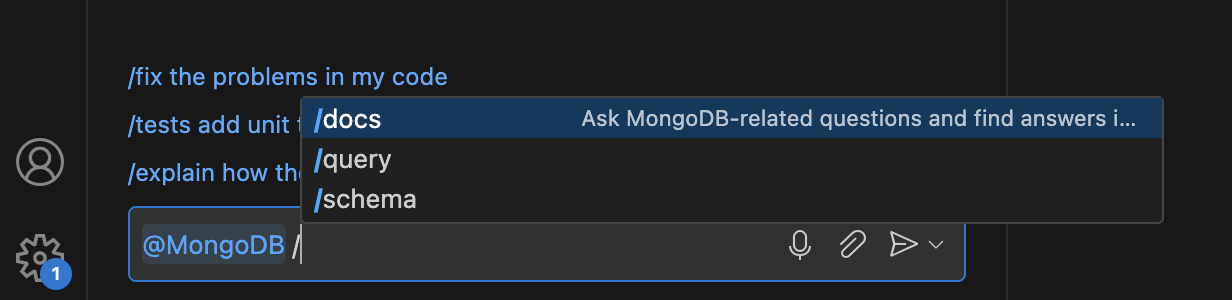 /fix the problems in my code
/tests add unit
/explain how the
/docs Ask MongoDB-related questions and find answers i...
/query
/schema
@MongoDB /
1